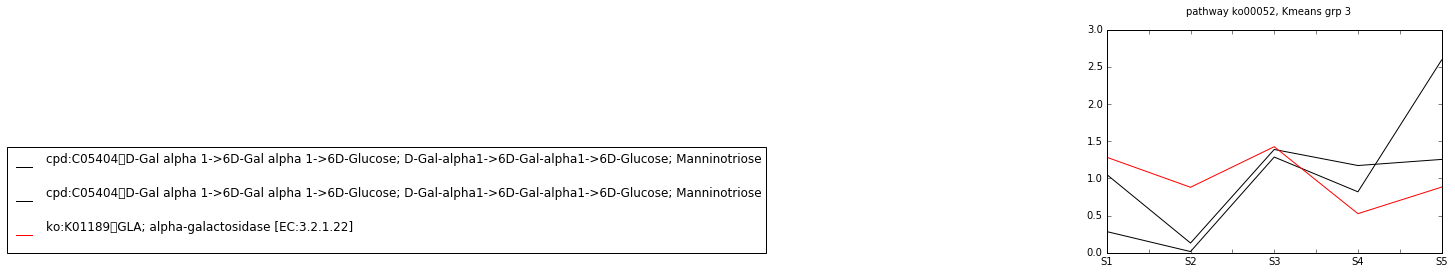 pathway ko00052, Kmeans grp 3
3.0
2.5
2.0
1.5
1.0
0.5
0.0
S1 S2 S3 S4 S5
cpd:C05404▯D-Gal alpha 1->6D-Gal alpha 1->6D-Glucose; D-Gal-alpha1->6D-Gal-alpha1->6D-Glucose; Manninotriose
cpd:C05404▯D-Gal alpha 1->6D-Gal alpha 1->6D-Glucose; D-Gal-alpha1->6D-Gal-alpha1->6D-Glucose; Manninotriose
ko:K01189▯GLA; alpha-galactosidase [EC:3.2.1.22]